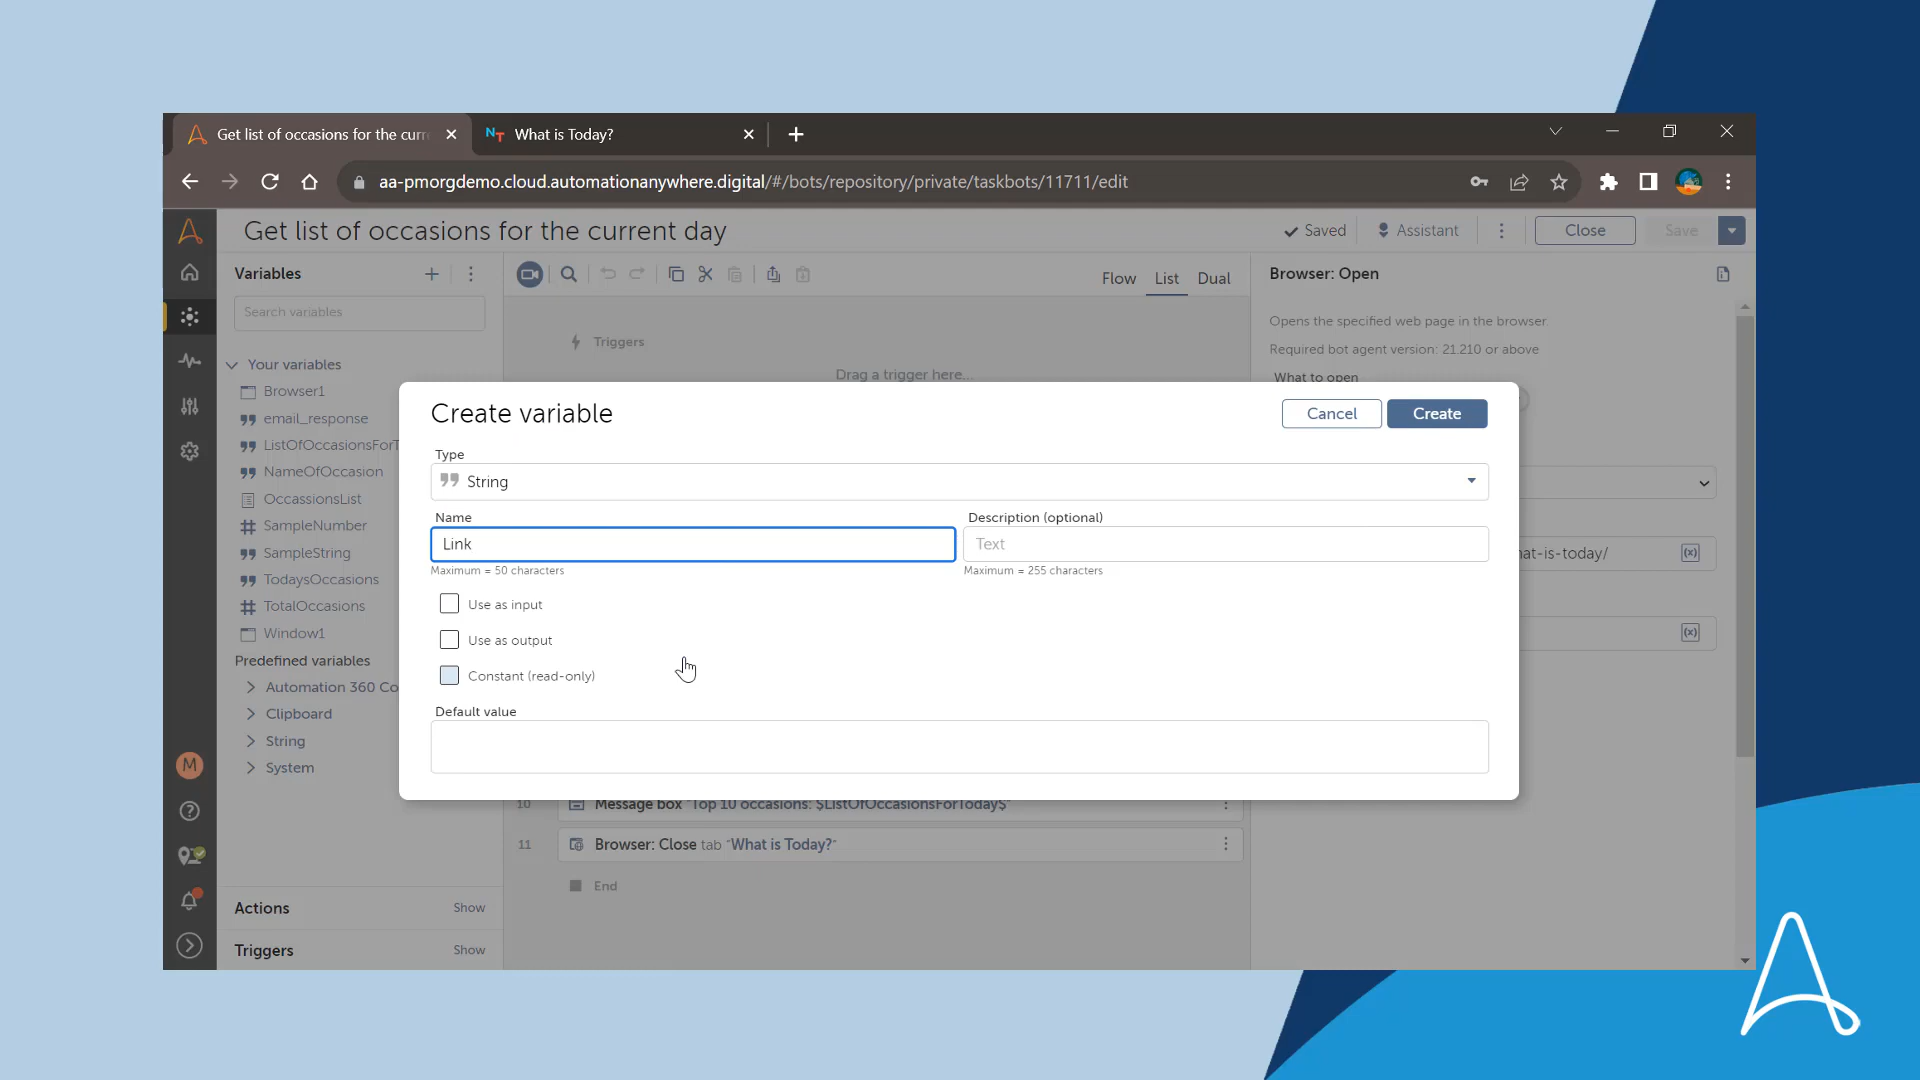 Get list of occasions for the curr
NT What is Today?
aa-pmorgdemo.cloud.automationanywhere.digital/#/bots/repository/private/taskbots/11711/edit
Get list of occasions for the current day
Saved
Assistant
Close
Save
Variables
Search variables
Flow List Dual
Browser: Open
Opens the specified web page in the browser
Required bot agent version: 21.210 or above
What to open
Triggers
Drag a trigger here...
Your variables
Browser1
email_response
ListOfOccasionsForT
NameOfOccasion
OccassionsList
SampleNumber
SampleString
TodaysOccasions
TotalOccasions
Window1
Predefined variables
Automation 360 Co
Clipboard
String
System
Create variable
Cancel Create
Type
String
Name
Description (optional)
Link
Text
Maximum = 50 characters
Maximum = 255 characters
Use as input
Use as output
Constant (read-only)
Default value
hat-is-today/
(x)
(x)
M
10 Message box "Top 10 occasions: $ListOfOccasionsForToday$"
11 Browser: Close tab "What is Today?"
End
Actions Show
Triggers Show